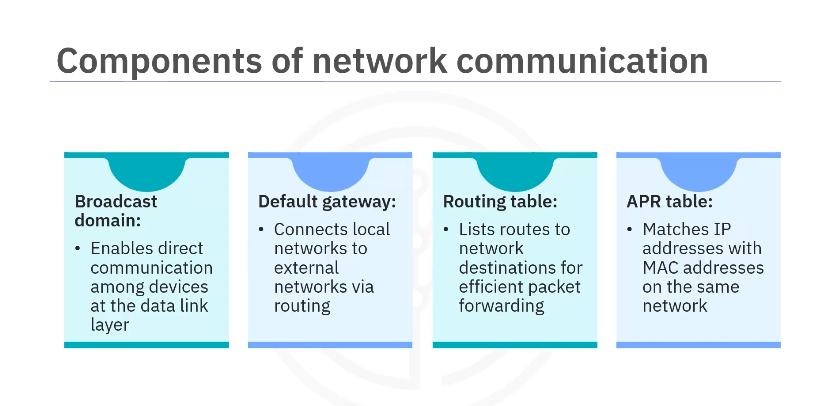 Components of network communication
Broadcast
domain:
• Enables direct
communication
among devices
at the data link
layer
Default gateway:
• Connects local
networks to
external
networks via
routing
Routing table:
• Lists routes to
network
destinations for
efficient packet
forwarding
APR table:
• Matches IP
addresses with
MAC addresses
on the same
network